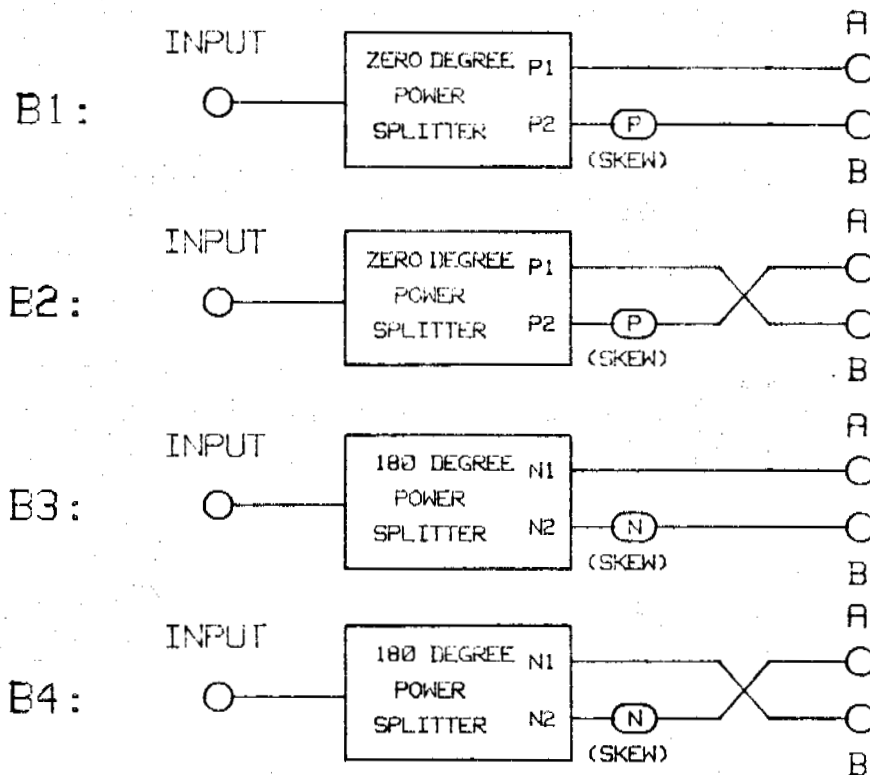 A
INPUT
B1:
ZERO DEGREE P1
POWER
SPLITTER P2
P
(SKEW)
B
A
INPUT
B2:
ZERO DEGREE P1
POWER
SPLITTER P2
P
(SKEW)
B
A
INPUT
B3:
180 DEGREE N1
POWER
SPLITTER N2
N
(SKEW)
B
A
INPUT
B4:
180 DEGREE N1
POWER
SPLITTER N2
N
(SKEW)
B